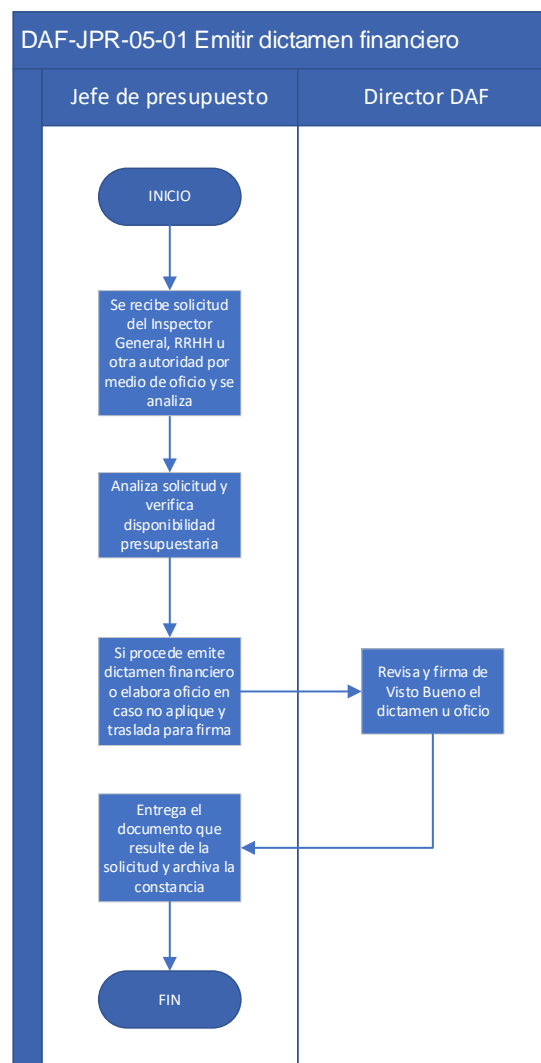 DAF-JPR-05-01 Emitir dictamen financiero
Jefe de presupuesto
Director DAF
INICIO
Se recibe solicitud
del Inspector
General, RRHH u
otra autoridad por
medio de oficio y se
analiza
Analiza solicitud y
verifica
disponibilidad
presupuestaria
Si procede emite
dictamen financiero
o elabora oficio en
caso no aplique y
traslada para firma
Revisa y firma de
Visto Bueno el
dictamen u oficio
Entrega el
documento que
resulte de la
solicitud y archiva la
constancia
FIN